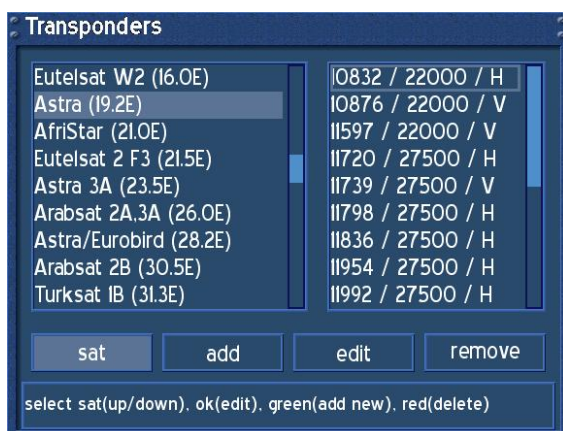 Transponders
Eutelsat W2 (16.0E)
Astra (19.2E)
AfriStar (21.0E)
Eutelsat 2 F3 (21.5E)
Astra 3A (23.5E)
Arabsat 2A,3A (26.0E)
Astra/Eurobird (28.2E)
Arabsat 2B (30.5E)
Turksat 1B (31.3E)
10832 / 22000 / H
10876 / 22000 / V
11597 / 22000 / V
11720 / 27500 / H
11739 / 27500 / V
11798 / 27500 / H
11836 / 27500 / H
11954 / 27500 / H
11992 / 27500 / H
sat
add
edit
remove
select sat(up/down), ok(edit), green(add new), red(delete)